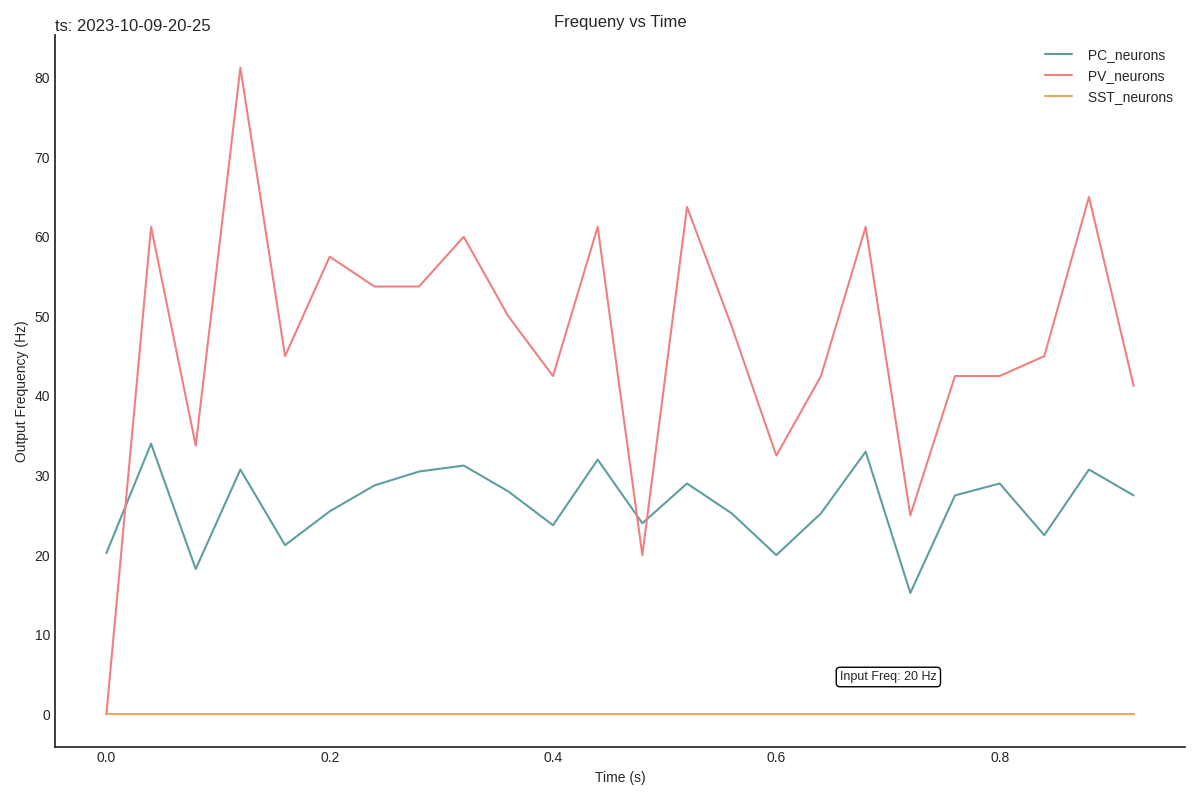 ts: 2023-10-09-20-25
Frequeny vs Time
PC_neurons
PV_neurons
SST_neurons
80
70
60
50
40
30
20
10
0
Output Frequency (Hz)
Input Freq: 20 Hz
0.0 0.2 0.4 0.6 0.8
Time (s)